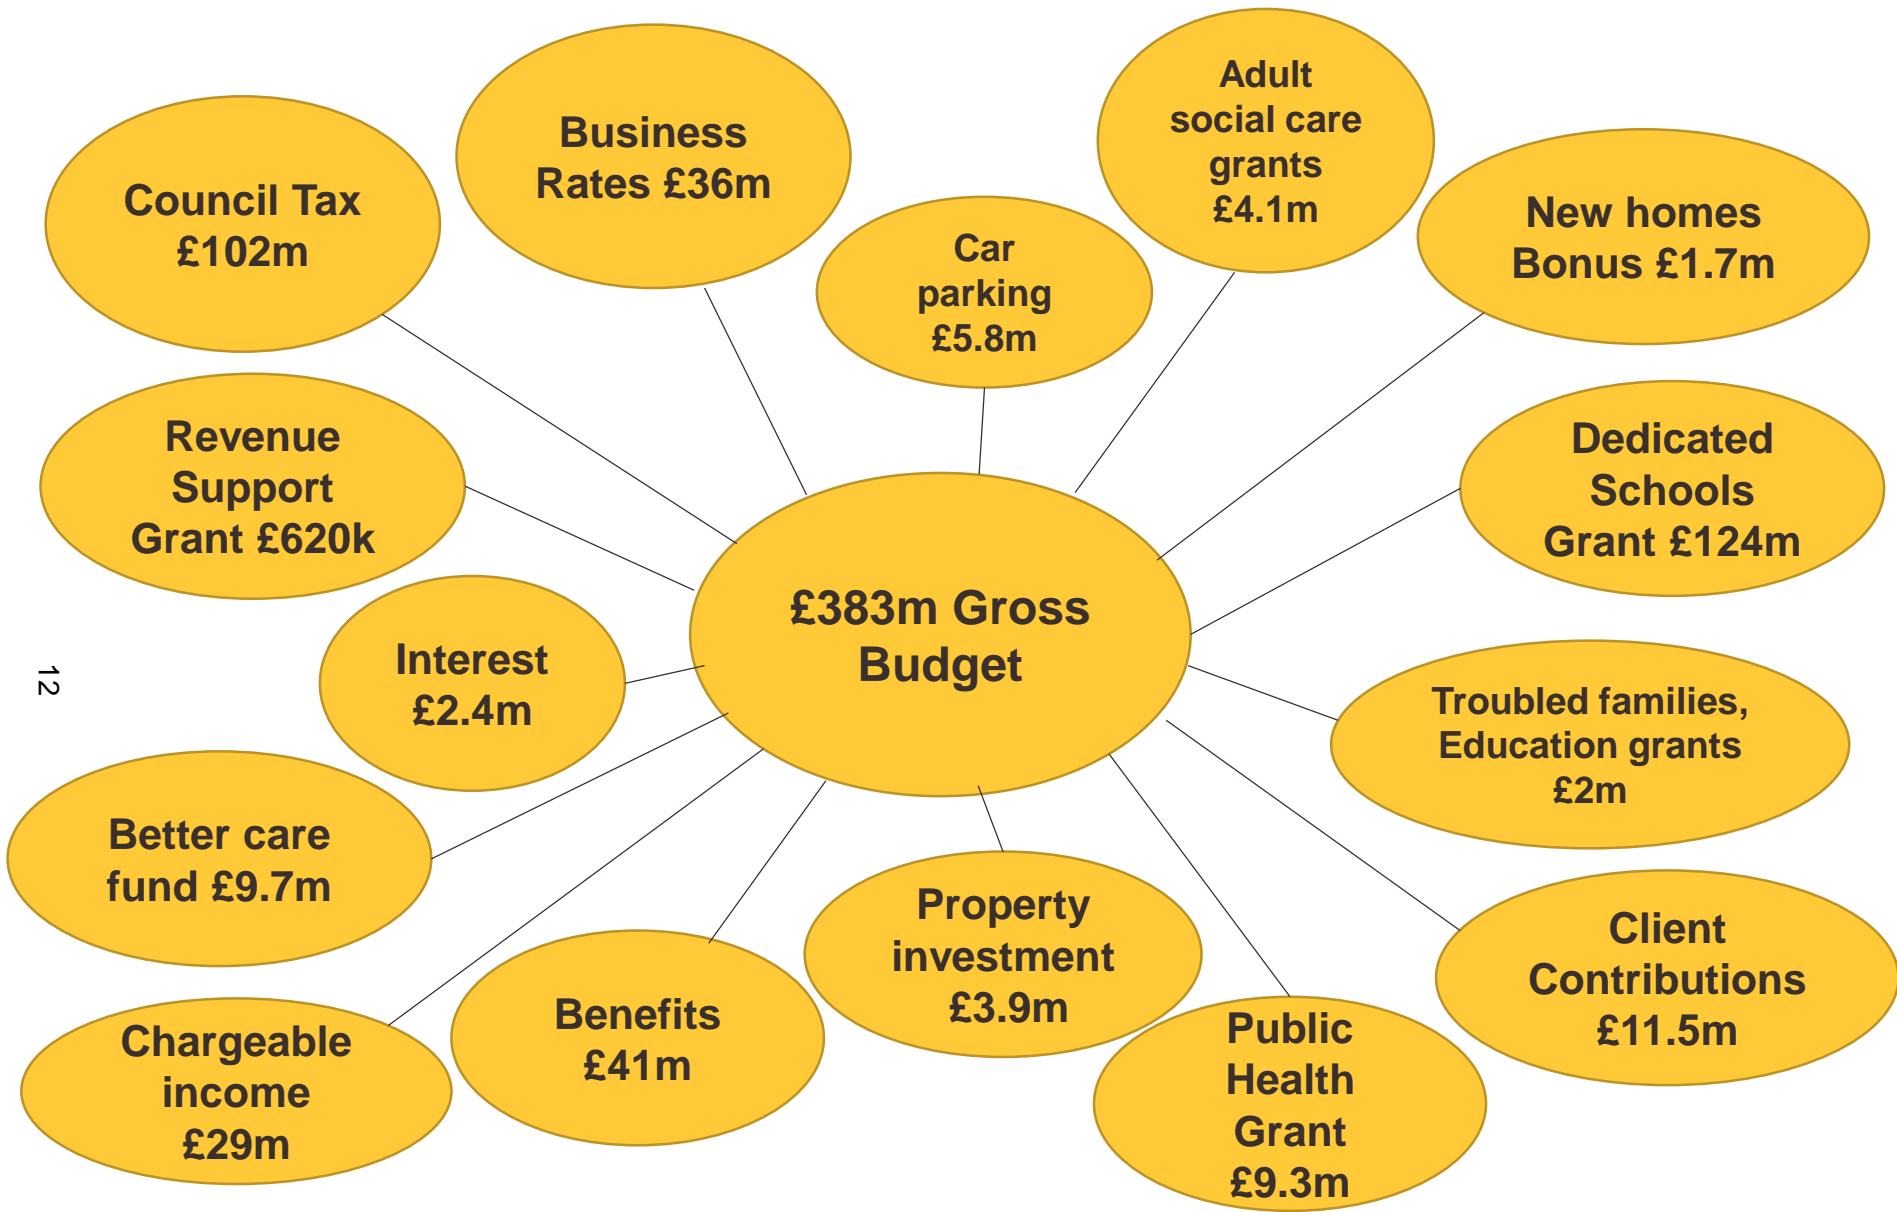 Council Tax
£102m
Business
Rates £36m
Car
parking
£5.8m
Adult
social care
grants
£4.1m
New homes
Bonus £1.7m
Revenue
Support
Grant £620k
Dedicated
Schools
Grant £124m
£383m Gross
Budget
Interest
£2.4m
Troubled families,
Education grants
£2m
12
Better care
fund £9.7m
Property
investment
£3.9m
Client
Contributions
£11.5m
Chargeable
income
£29m
Benefits
£41m
Public
Health
Grant
£9.3m